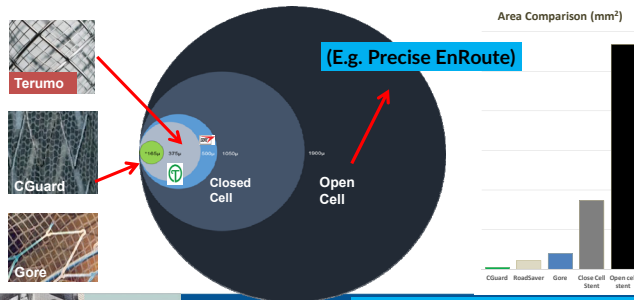 Area Comparison (mm²)
(E.g. Precise EnRoute)
Terumo
~165µ
375µ
500µ
1050µ
1900µ
CGuard
Closed
Cell
Open
Cell
Gore
CGuard
RoadSaver
Gore
Close Cell
Stent
Open cell
stent